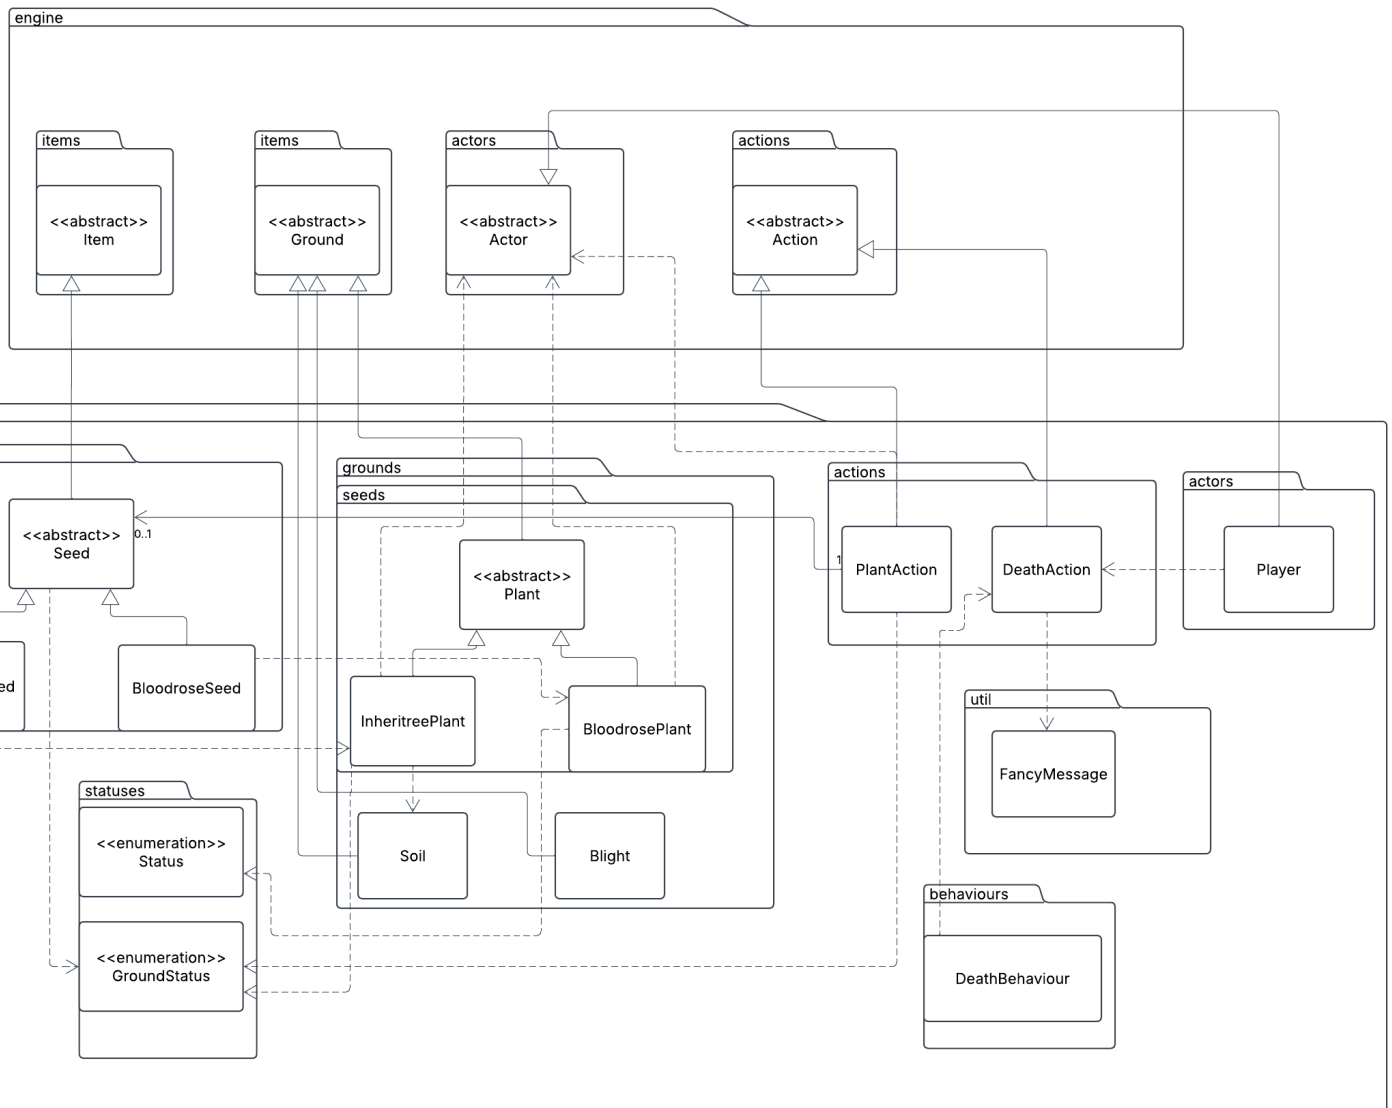 engine
items
items
actors
actions
<<abstract>>
Item
<<abstract>>
Ground
<<abstract>>
Actor
<<abstract>>
Action
grounds
seeds
actions
actors
<<abstract>>
Seed
0..1
<<abstract>>
Plant
1
PlantAction
DeathAction
Player
ed
BloodroseSeed
InheritreePlant
BloodrosePlant
util
FancyMessage
statuses
<<enumeration>>
Status
Soil
Blight
behaviours
<<enumeration>>
GroundStatus
DeathBehaviour